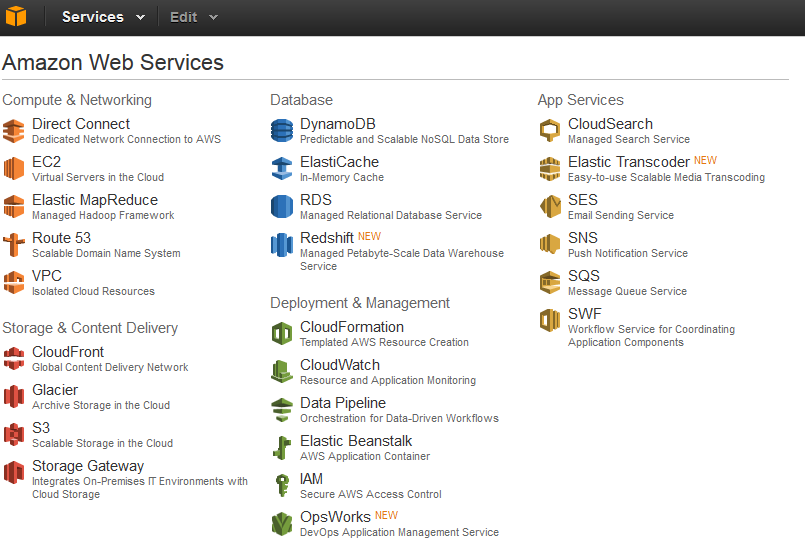 Services Edit
Amazon Web Services
Compute & Networking
Direct Connect
Dedicated Network Connection to AWS
EC2
Virtual Servers in the Cloud
Elastic MapReduce
Managed Hadoop Framework
Route 53
Scalable Domain Name System
VPC
Isolated Cloud Resources
Storage & Content Delivery
CloudFront
Global Content Delivery Network
Glacier
Archive Storage in the Cloud
S3
Scalable Storage in the Cloud
Storage Gateway
Integrates On-Premises IT Environments with
Cloud Storage
Database
DynamoDB
Predictable and Scalable NoSQL Data Store
ElastiCache
In-Memory Cache
RDS
Managed Relational Database Service
Redshift NEW
Managed Petabyte-Scale Data Warehouse
Service
Deployment & Management
CloudFormation
Templated AWS Resource Creation
CloudWatch
Resource and Application Monitoring
Data Pipeline
Orchestration for Data-Driven Workflows
Elastic Beanstalk
AWS Application Container
IAM
Secure AWS Access Control
OpsWorks NEW
DevOps Application Management Service
App Services
CloudSearch
Managed Search Service
Elastic Transcoder NEW
Easy-to-use Scalable Media Transcoding
SES
Email Sending Service
SNS
Push Notification Service
SQS
Message Queue Service
SWF
Workflow Service for Coordinating
Application Components